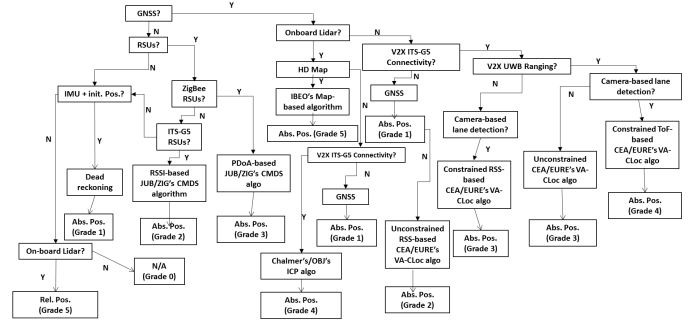 GNSS?
Y
N
RSUs?
Y
N
IMU + init. Pos.?
N
Y
Dead
reckoning
Abs. Pos.
(Grade 1)
On-board Lidar?
Y
N
Rel. Pos.
(Grade 5)
N/A
(Grade 0)
ZigBee
RSUs?
N
Y
ITS-G5
RSUs?
N
Y
RSSI-based
JUB/ZIG's CMDS
algorithm
Abs. Pos.
(Grade 2)
PDoA-based
JUB/ZIG's CMDS
algo
Abs. Pos.
(Grade 3)
Onboard Lidar?
Y
N
HD Map
Y
N
IBEO's Map-
based algorithm
Abs. Pos. (Grade 5)
V2X ITS-G5 Connectivity?
Y
N
GNSS
Abs. Pos.
(Grade 1)
Chalmer's/OBJ's
ICP algo
Abs. Pos.
(Grade 4)
V2X ITS-G5
Connectivity?
N
Y
GNSS
Abs. Pos.
(Grade 1)
V2X UWB Ranging?
N
Y
Camera-based
lane detection?
N
Y
Constrained RSS-
based
CEA/EURE's VA-
CLoc algo
Abs. Pos.
(Grade 3)
Unconstrained
RSS-based
CEA/EURE's
VA-CLoc algo
Abs. Pos.
(Grade 2)
Camera-based lane
detection?
N
Y
Unconstrained
CEA/EURE's VA-
CLoc algo
Abs. Pos.
(Grade 3)
Constrained ToF-
based
CEA/EURE's VA-
CLoc algo
Abs. Pos.
(Grade 4)